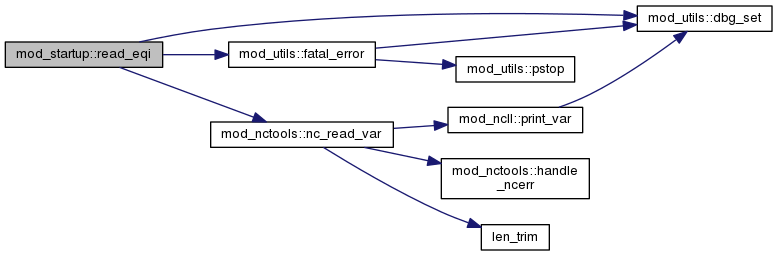 mod_startup::read_eqi
mod_utils::fatal_error
mod_nctools::nc_read_var
mod_utils::dbg_set
mod_utils::pstop
mod_ncll::print_var
mod_nctools::handle
_ncerr
len_trim